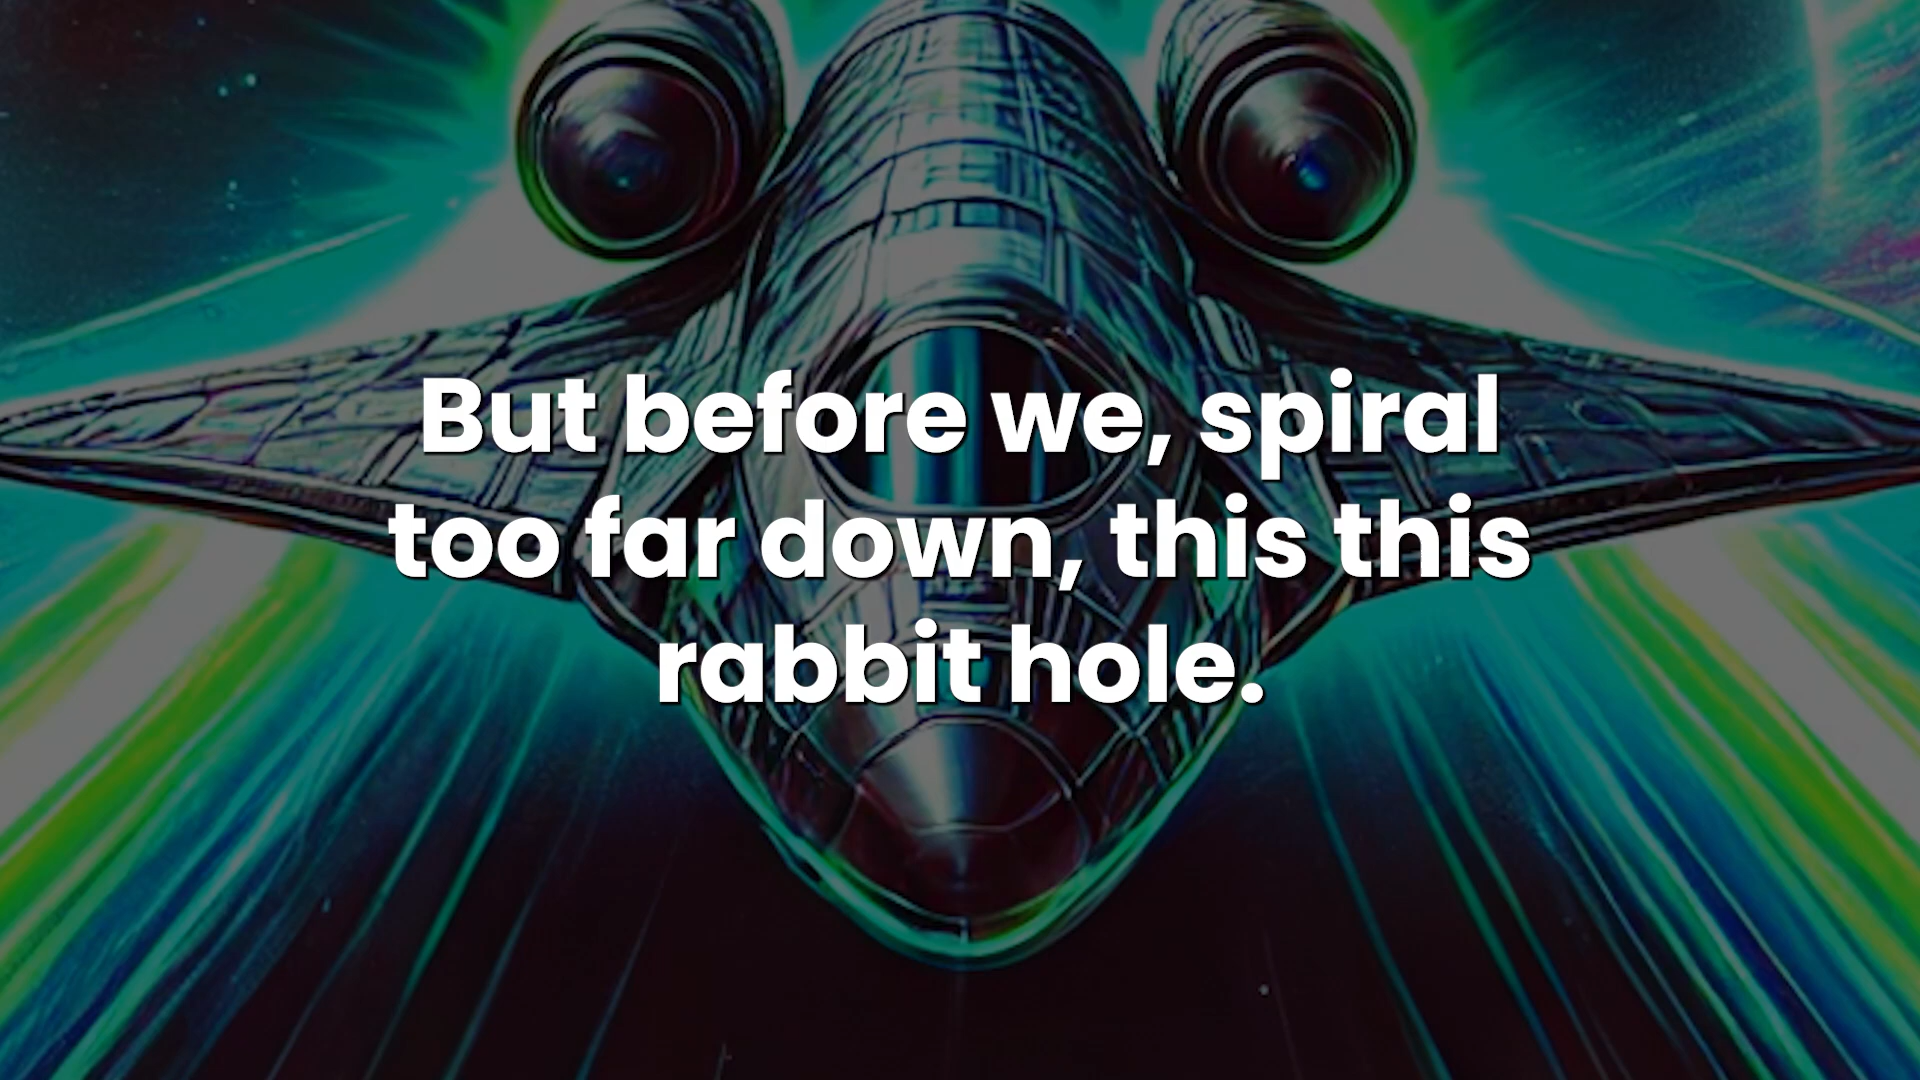 But before we, spiral
too far down, this this
rabbit hole.